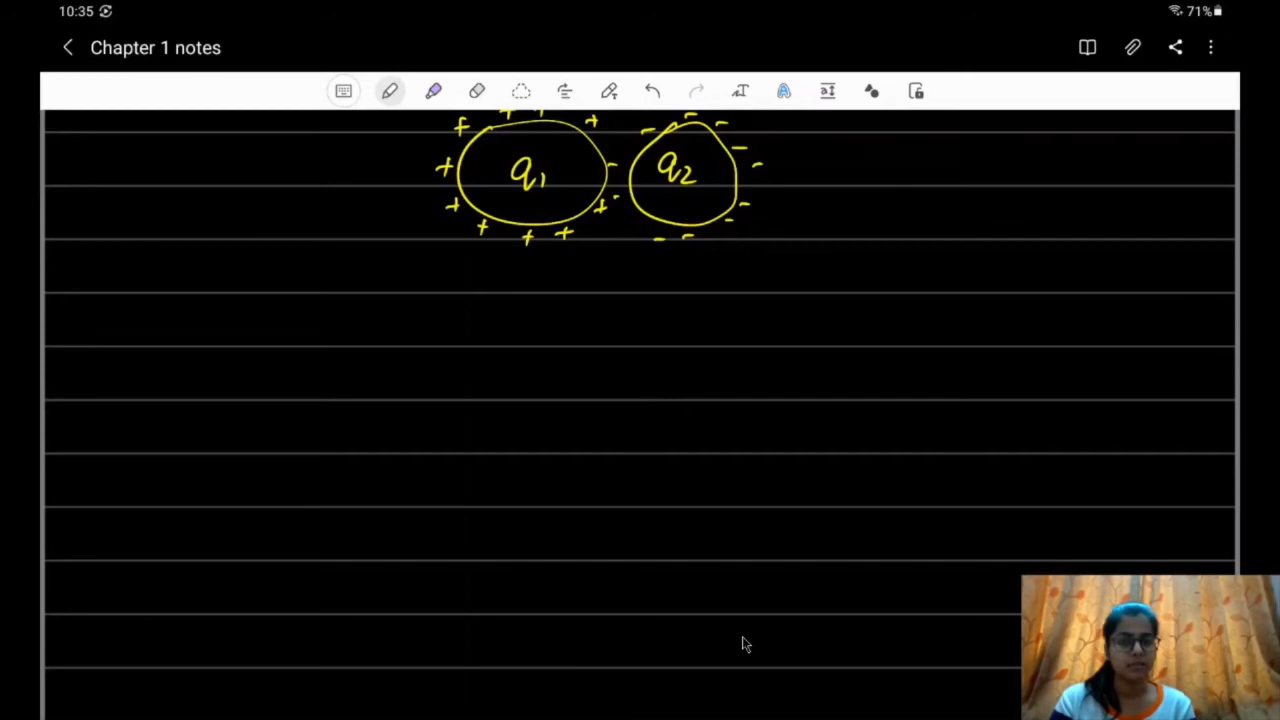 10:35 71%
Chapter 1 notes
+ + + + - - -
+ q1 - q2 - -
+ + - - -
+ + + - -